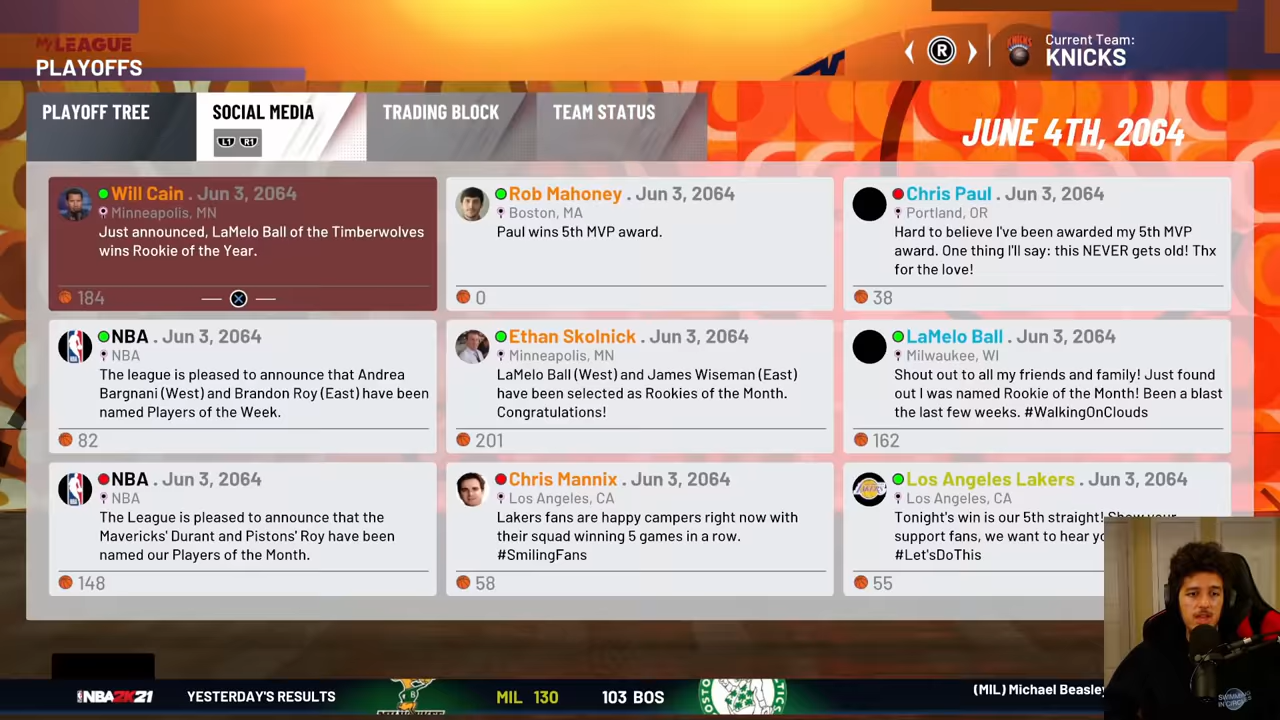 MyLEAGUE
PLAYOFFS
R
Current Team:
KNICKS
PLAYOFF TREE
SOCIAL MEDIA
L1 R1
TRADING BLOCK
TEAM STATUS
JUNE 4TH, 2064
Will Cain . Jun 3, 2064
Minneapolis, MN
Just announced, LaMelo Ball of the Timberwolves
wins Rookie of the Year.
184
Rob Mahoney . Jun 3, 2064
Boston, MA
Paul wins 5th MVP award.
0
Chris Paul . Jun 3, 2064
Portland, OR
Hard to believe I've been awarded my 5th MVP
award. One thing I'll say: this NEVER gets old! Thx
for the love!
38
NBA . Jun 3, 2064
NBA
The league is pleased to announce that Andrea
Bargnani (West) and Brandon Roy (East) have been
named Players of the Week.
82
Ethan Skolnick . Jun 3, 2064
Minneapolis, MN
LaMelo Ball (West) and James Wiseman (East)
have been selected as Rookies of the Month.
Congratulations!
201
LaMelo Ball . Jun 3, 2064
Milwaukee, WI
Shout out to all my friends and family! Just found
out I was named Rookie of the Month! Been a blast
the last few weeks. #WalkingOnClouds
162
NBA . Jun 3, 2064
NBA
The League is pleased to announce that the
Mavericks' Durant and Pistons' Roy have been
named our Players of the Month.
148
Chris Mannix . Jun 3, 2064
Los Angeles, CA
Lakers fans are happy campers right now with
their squad winning 5 games in a row.
#SmilingFans
58
Los Angeles Lakers . Jun 3, 2064
Los Angeles, CA
Tonight's win is our 5th straight! Show your
support fans, we want to hear
#Let'sDoThis
55
SWIMMING
IN CIRCLES
NBA2K21
YESTERDAY'S RESULTS
MIL 130
103 BOS
(MIL) Michael Beasley